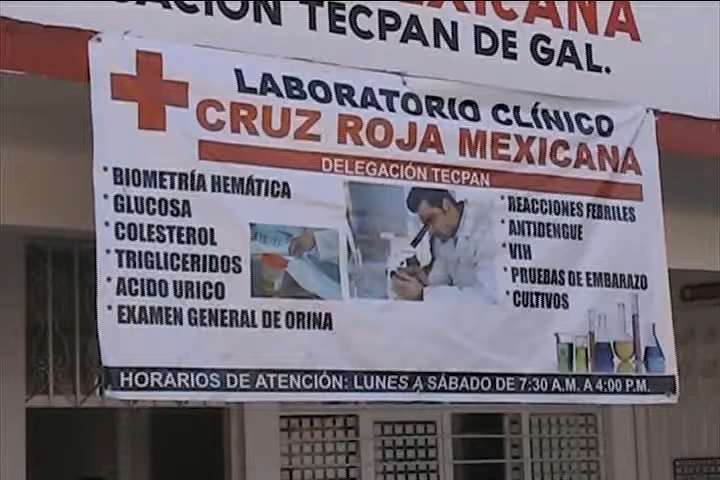 MEXICANA
TECPAN DE GAL.
LABORATORIO CLÍNICO
CRUZ ROJA MEXICANA
DELEGACIÓN TECPAN
* BIOMETRÍA HEMÁTICA
* GLUCOSA
* COLESTEROL
* TRIGLICERIDOS
* ACIDO URICO
* EXAMEN GENERAL DE ORINA
* REACCIONES FEBRILES
* ANTIDENGUE
* VIH
* PRUEBAS DE EMBARAZO
* CULTIVOS
HORARIOS DE ATENCIÓN: LUNES A SÁBADO DE 7:30 A.M. A 4:00 P.M.